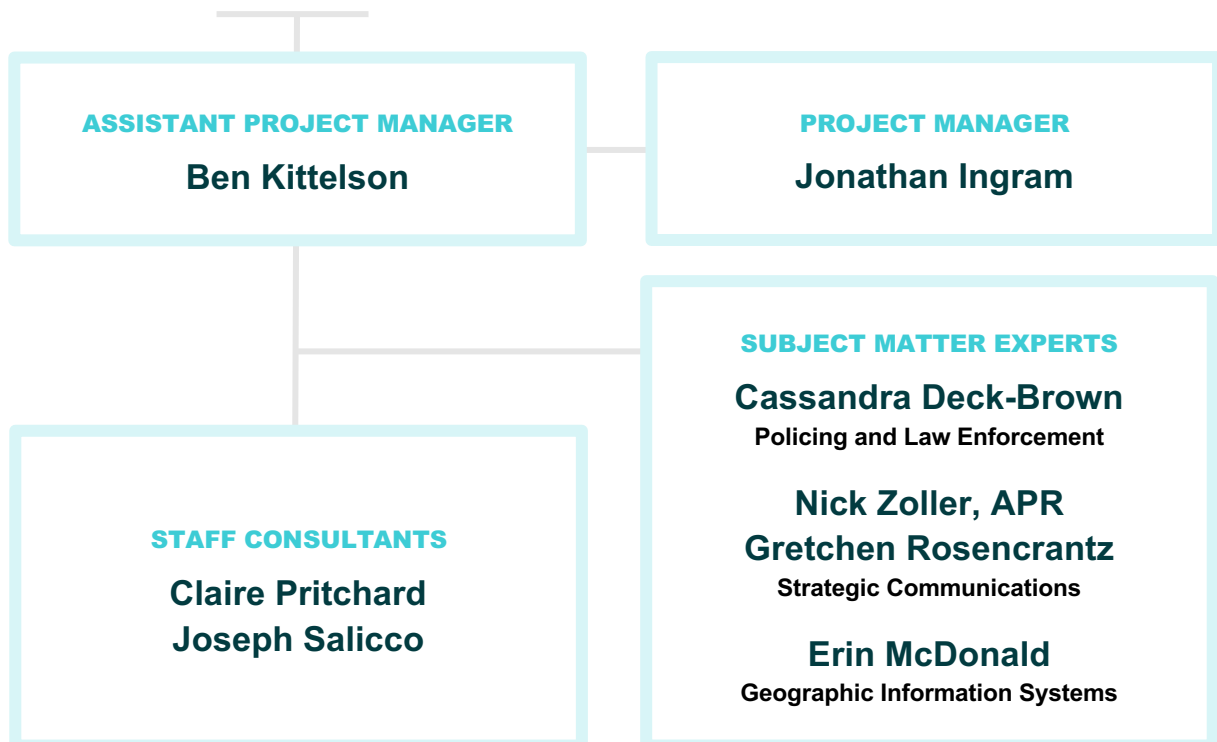 ASSISTANT PROJECT MANAGER
Ben Kittelson
PROJECT MANAGER
Jonathan Ingram
SUBJECT MATTER EXPERTS
Cassandra Deck-Brown
Policing and Law Enforcement
Nick Zoller, APR
Gretchen Rosencrantz
Strategic Communications
Erin McDonald
Geographic Information Systems
STAFF CONSULTANTS
Claire Pritchard
Joseph Salicco